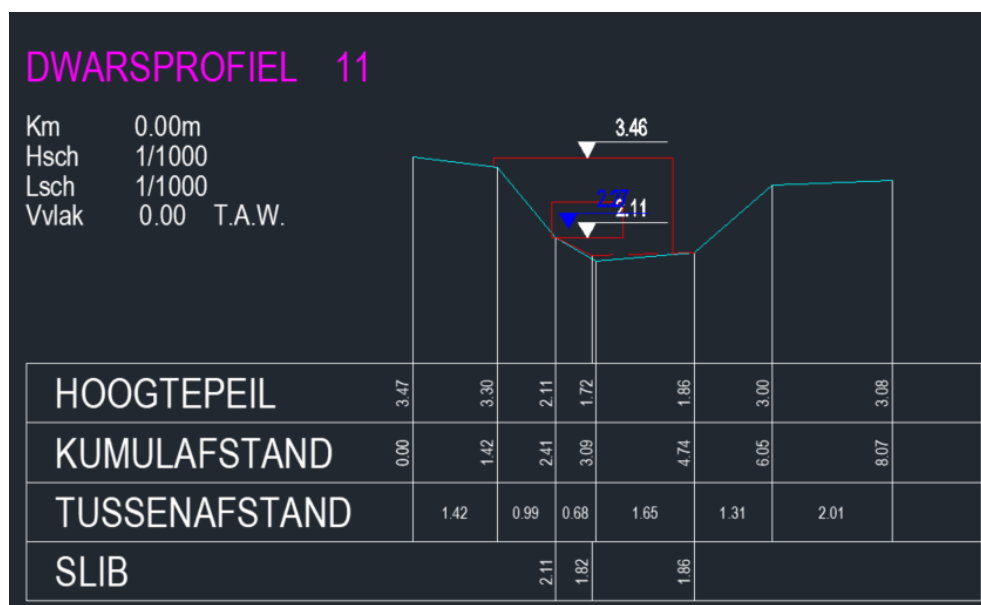 DWARSPROFIEL 11
Km 0.00m
Hsch 1/1000
Lsch 1/1000
Vvlak 0.00 T.A.W.
3.46
2.27
2.11
HOOGTEPEIL 3.47 3.30 2.11 1.72 1.86 3.00 3.08
KUMULAFSTAND 0.00 1.42 2.41 3.09 4.74 6.05 8.07
TUSSENAFSTAND 1.42 0.99 0.68 1.65 1.31 2.01
SLIB 2.11 1.82 1.86